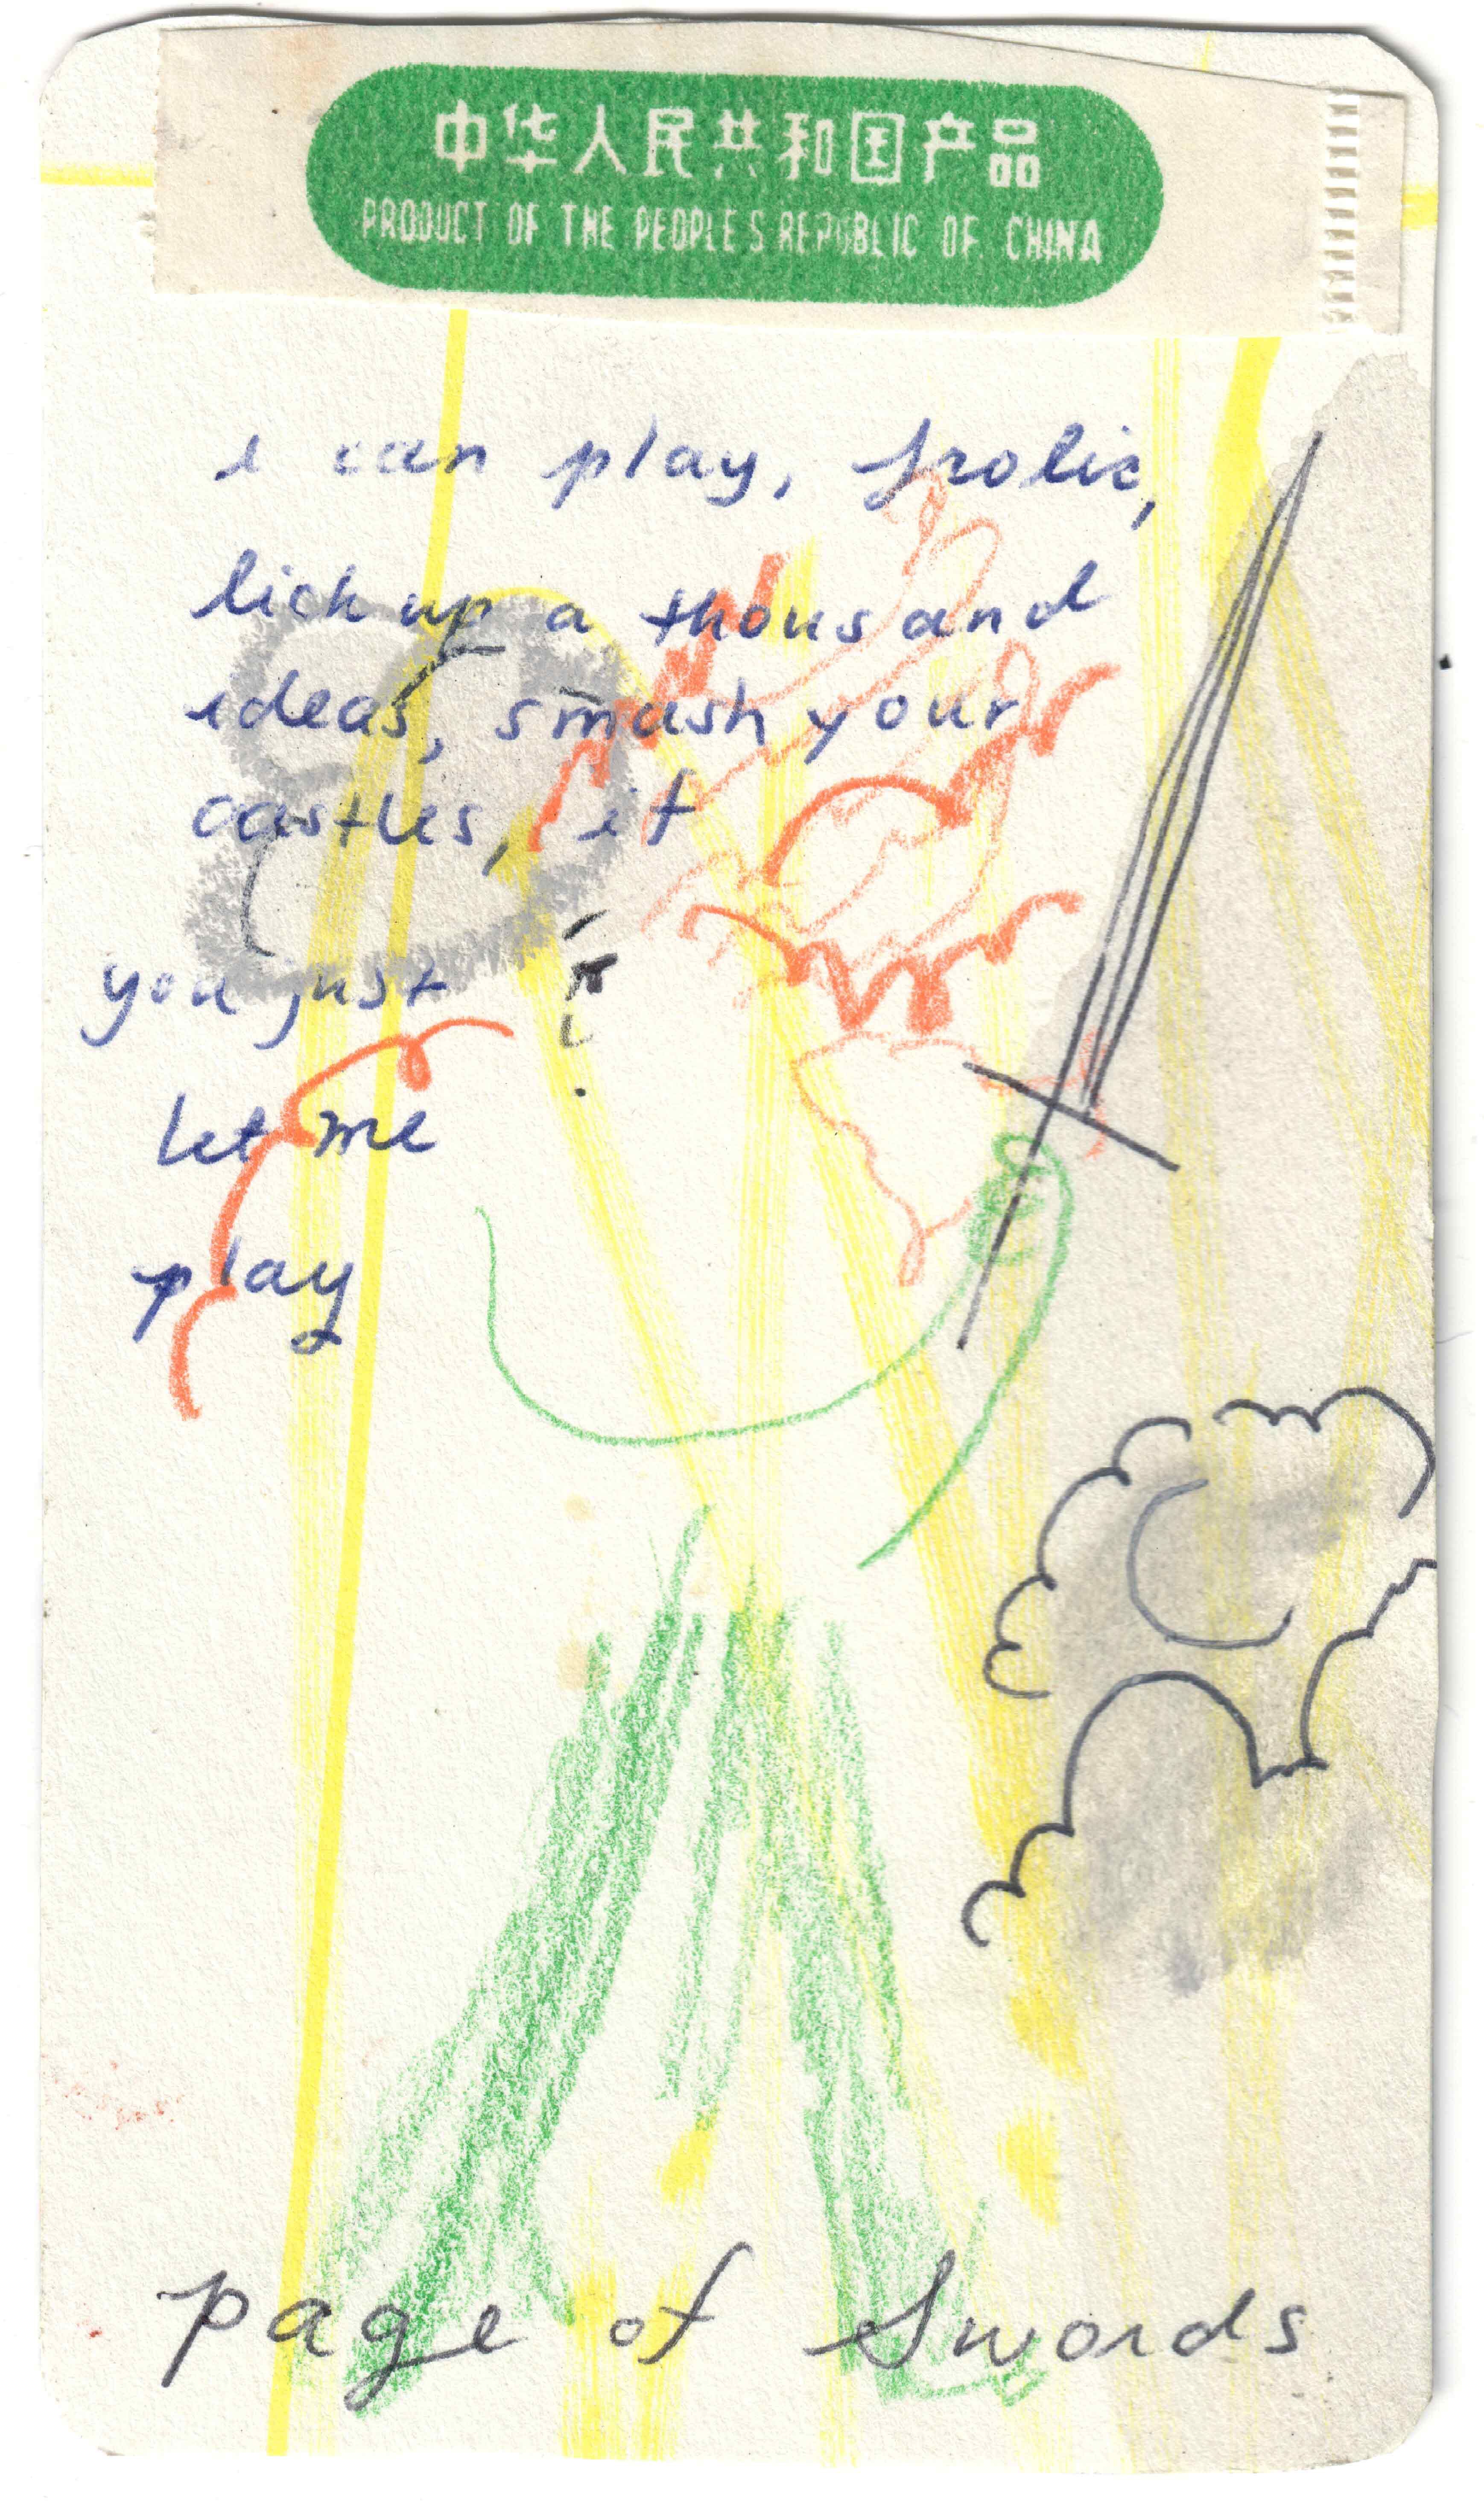 中华人民共和国产品
PRODUCT OF THE PEOPLE'S REPUBLIC OF CHINA
i can play, frolic,
lick up a thousand
ideas, smash your
castles, if
you just
let me
play
page of Swords